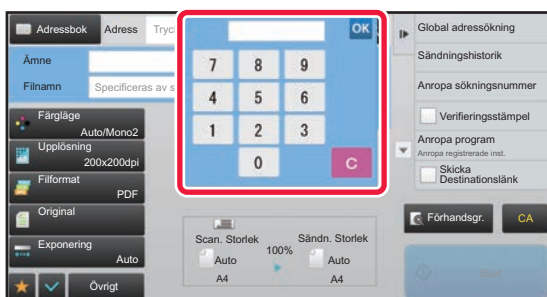 Adressbok
Adress
OK
Global adressökning
Ämne
Sändningshistorik
Filnamn
Specificeras av s
Anropa sökningsnummer
7 8 9
4 5 6
1 2 3
0 C
Verifieringsstämpel
Färgläge
Auto/Mono2
Anropa program
Anropa registrerade inst.
Upplösning
200x200dpi
Skicka
Destinationslänk
Filformat
PDF
Original
Förhandsgr.
CA
Scan. Storlek
100%
Sändn. Storlek
Auto
A4
Auto
A4
Exponering
Auto
Övrigt
Start